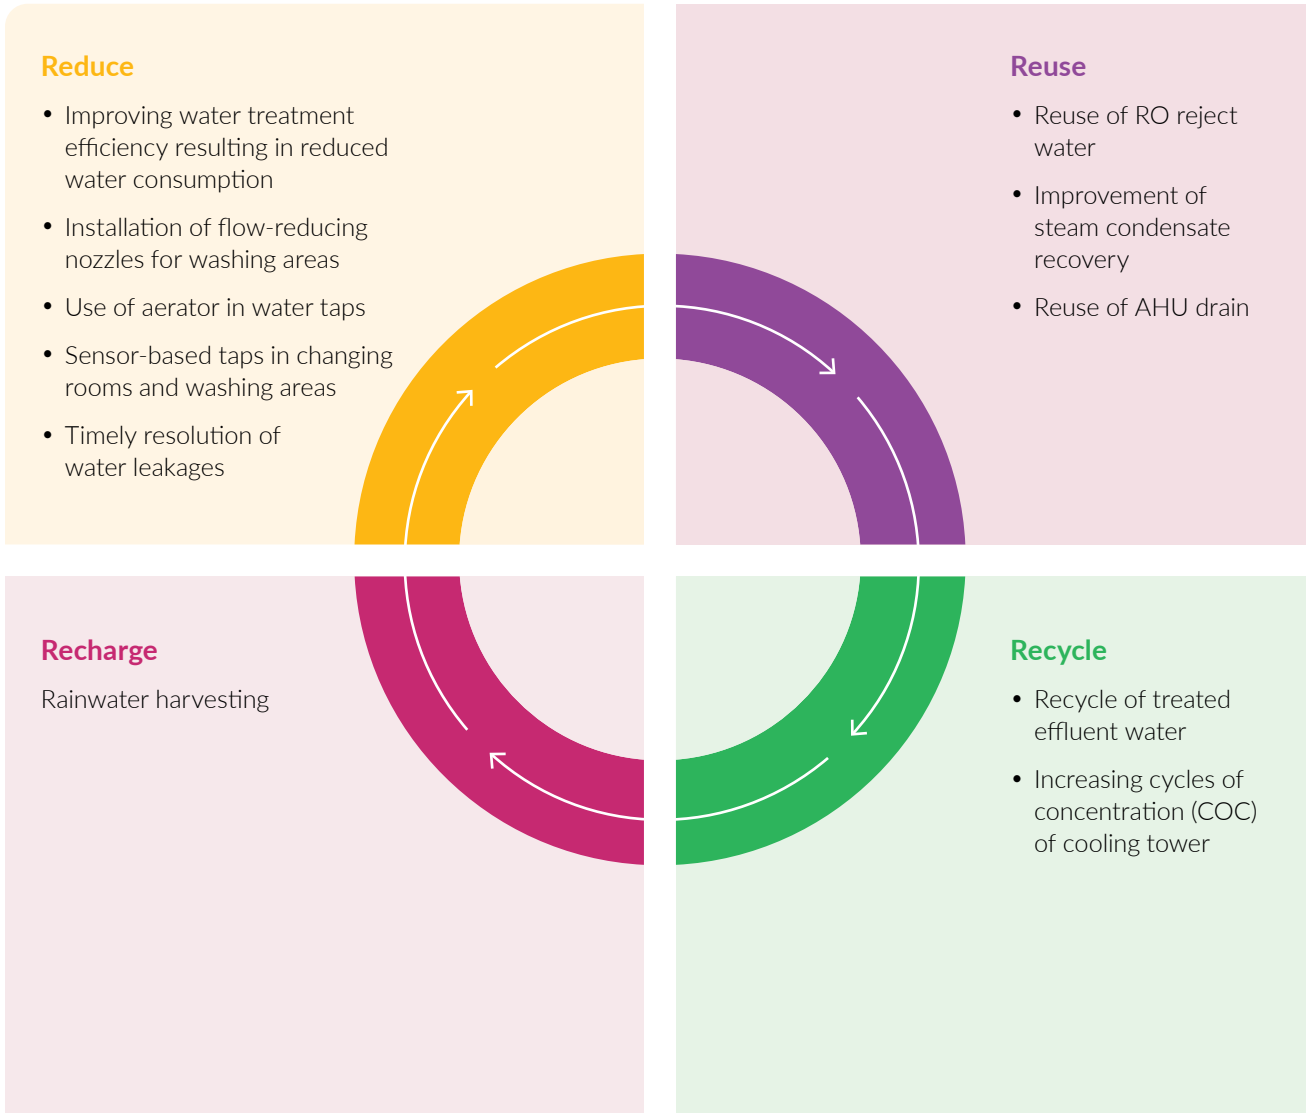 Reduce
• Improving water treatment
efficiency resulting in reduced
water consumption
• Installation of flow-reducing
nozzles for washing areas
• Use of aerator in water taps
• Sensor-based taps in changing
rooms and washing areas
• Timely resolution of
water leakages
Reuse
• Reuse of RO reject
water
• Improvement of
steam condensate
recovery
• Reuse of AHU drain
Recharge
Rainwater harvesting
Recycle
• Recycle of treated
effluent water
• Increasing cycles of
concentration (COC)
of cooling tower